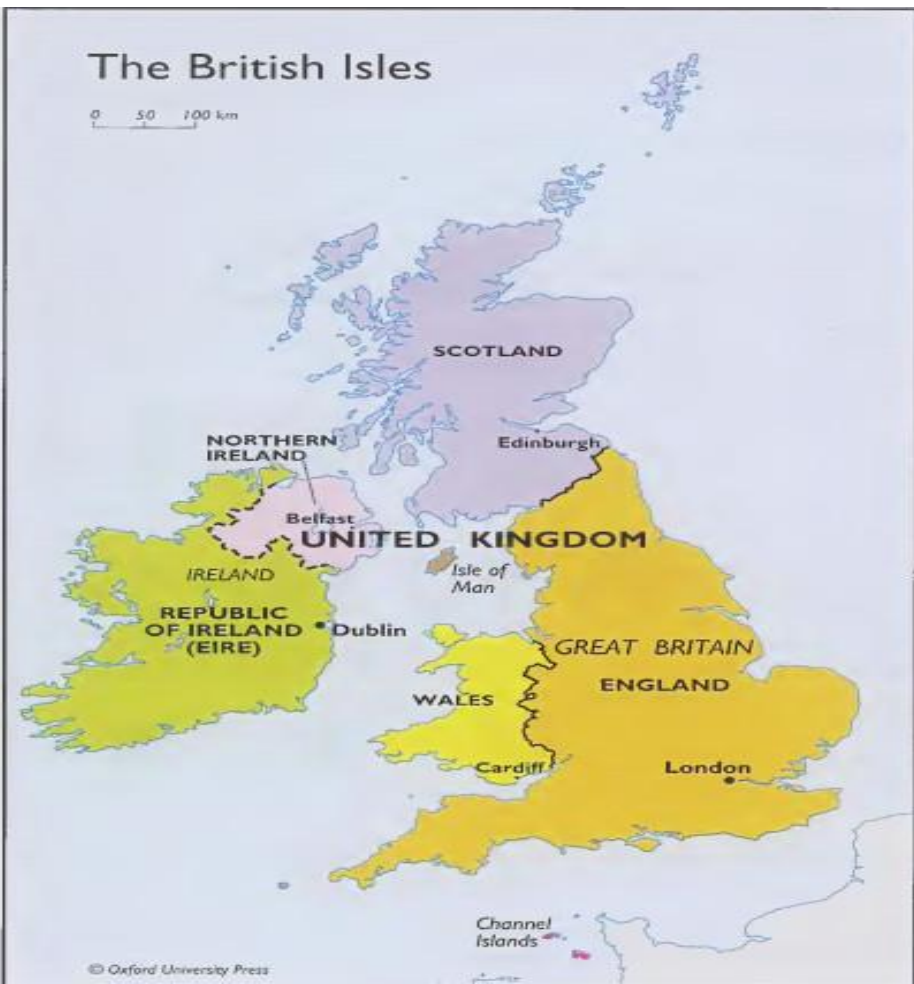 The British Isles
0 50 100 km
SCOTLAND
Edinburgh
NORTHERN
IRELAND
Belfast
UNITED KINGDOM
IRELAND
Isle of
Man
REPUBLIC
OF IRELAND
(EIRE)
Dublin
GREAT BRITAIN
ENGLAND
WALES
Cardiff
London
Channel
Islands
© Oxford University Press